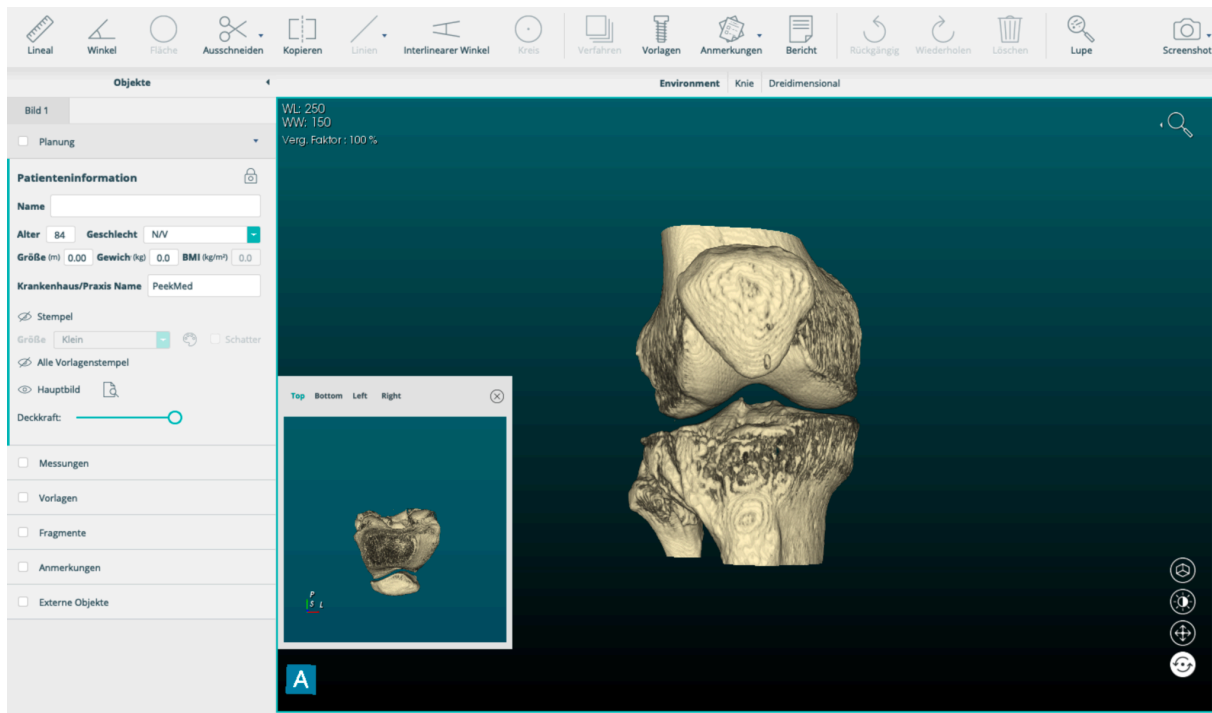 Lineal Winkel Fläche Ausschneiden Kopieren Linien Interlinearer Winkel Kreis Verfahren Vorlagen Anmerkungen Bericht Rückgängig Wiederholen Löschen Lupe Screenshot
Objekte
Environment Knie Dreidimensional
Bild 1
Planung
Patienteninformation
Name
Alter 84 Geschlecht N/V
Größe (m) 0.00 Gewich (kg) 0.0 BMI (kg/m²) 0.0
Krankenhaus/Praxis Name PeekMed
Stempel
Größe Klein Schatter
Alle Vorlagenstempel
Hauptbild
Deckkraft:
Messungen
Vorlagen
Fragmente
Anmerkungen
Externe Objekte
WL: 250
WW: 150
Verg. Faktor : 100 %
Top Bottom Left Right
P
S L
A